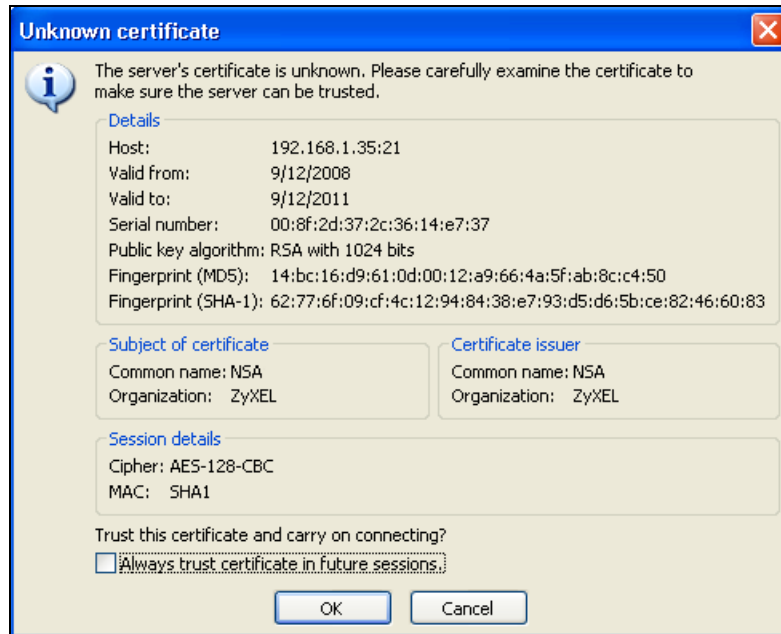 Unknown certificate
The server's certificate is unknown. Please carefully examine the certificate to
make sure the server can be trusted.
Details
Host: 192.168.1.35:21
Valid from: 9/12/2008
Valid to: 9/12/2011
Serial number: 00:8f:2d:37:2c:36:14:e7:37
Public key algorithm: RSA with 1024 bits
Fingerprint (MD5): 14:bc:16:d9:61:0d:00:12:a9:66:4a:5f:ab:8c:c4:50
Fingerprint (SHA-1): 62:77:6f:09:cf:4c:12:94:84:38:e7:93:d5:d6:5b:ce:82:46:60:83
Subject of certificate
Common name: NSA
Organization: ZyXEL
Certificate issuer
Common name: NSA
Organization: ZyXEL
Session details
Cipher: AES-128-CBC
MAC: SHA1
Trust this certificate and carry on connecting?
Always trust certificate in future sessions.
OK
Cancel